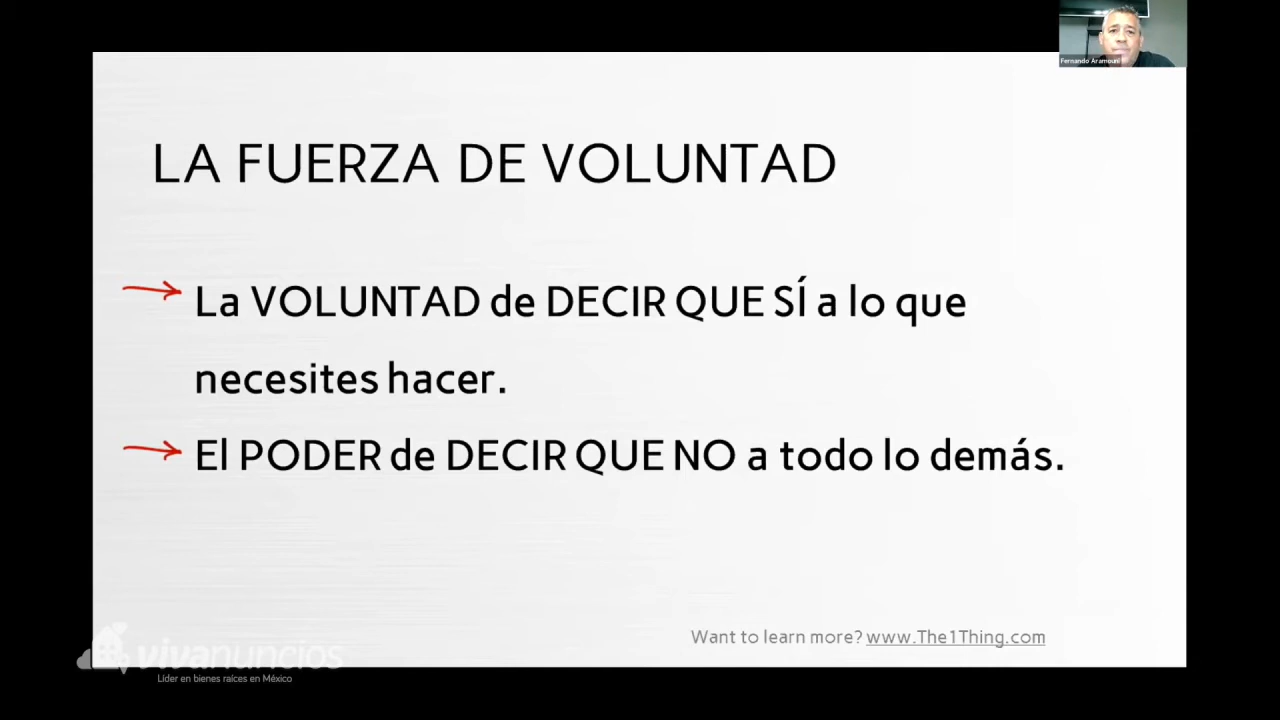 Fernando Aramouni
LA FUERZA DE VOLUNTAD
La VOLUNTAD de DECIR QUE SÍ a lo que
necesites hacer.
El PODER de DECIR QUE NO a todo lo demás.
Want to learn more? www.The1Thing.com
vivanuncios
Líder en bienes raíces en México